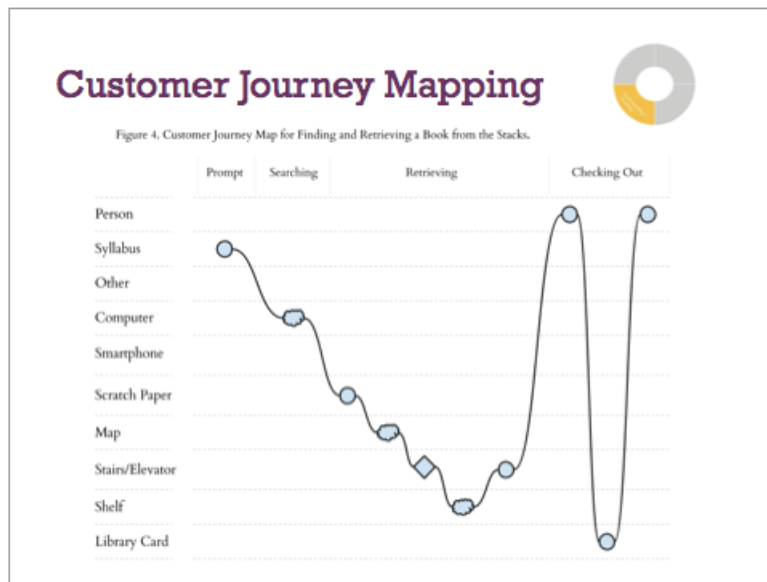 Customer Journey Mapping
Figure 4. Customer Journey Map for Finding and Retrieving a Book from the Stacks.
Prompt Searching Retrieving Checking Out
Person
Syllabus
Other
Computer
Smartphone
Scratch Paper
Map
Stairs/Elevator
Shelf
Library Card